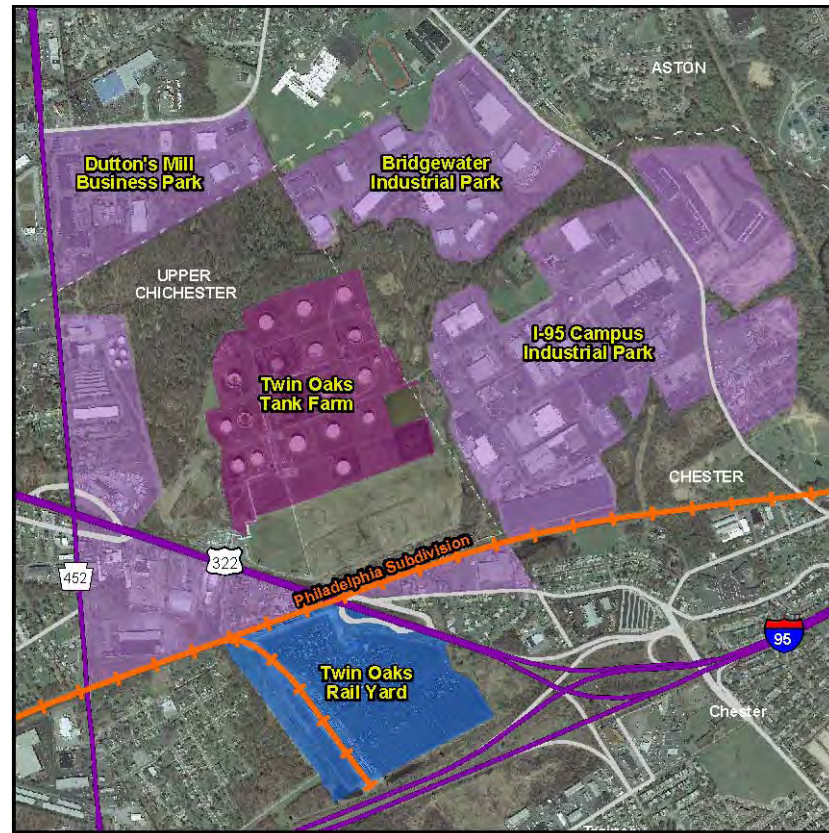 ASTON
Dutton's Mill
Business Park
Bridgewater
Industrial Park
UPPER
CHICHESTER
I-95 Campus
Industrial Park
Twin Oaks
Tank Farm
CHESTER
Philadelphia Subdivision
322
452
95
Twin Oaks
Rail Yard
Chester